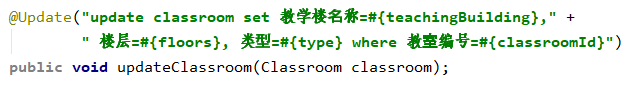 @Update("update classroom set 教学楼名称=#{teachingBuilding}," +
" 楼层=#{floors}, 类型=#{type} where 教室编号=#{classroomId}")
public void updateClassroom(Classroom classroom);